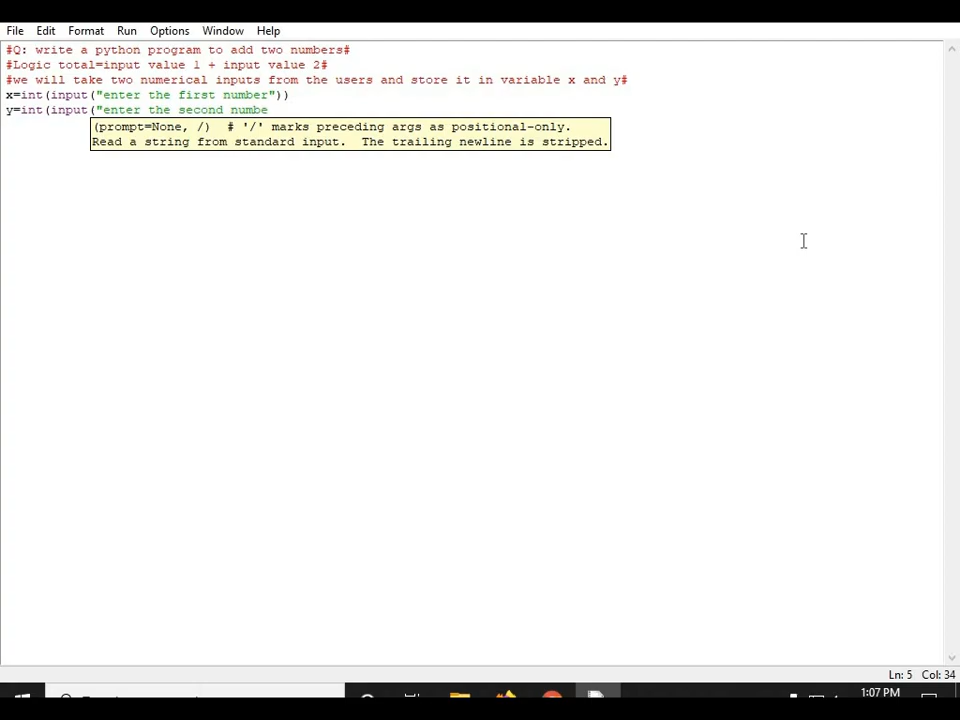 File Edit Format Run Options Window Help
#Q: write a python program to add two numbers#
#Logic total=input value 1 + input value 2#
#we will take two numerical inputs from the users and store it in variable x and y#
x=int(input("enter the first number"))
y=int(input("enter the second numbe
(prompt=None, /)  # '/' marks preceding args as positional-only.
Read a string from standard input.  The trailing newline is stripped.
Ln: 5 Col: 34
1:07 PM